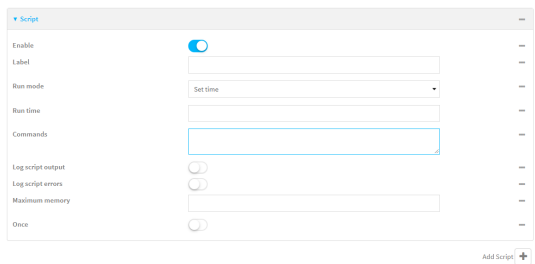 ▼ Script
Enable
Label
Run mode Set time
Run time
Commands
Log script output
Log script errors
Maximum memory
Once
Add Script